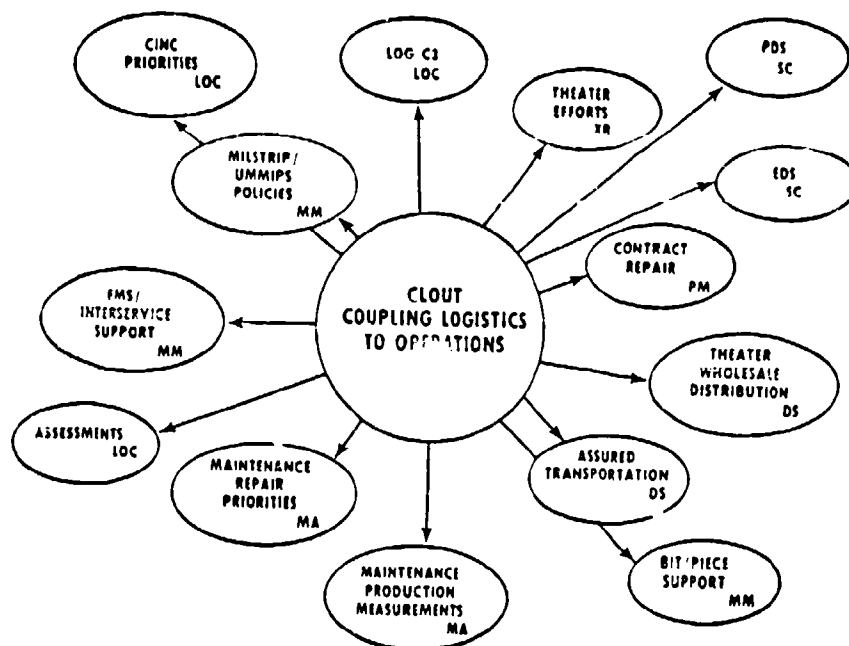 CINC
PRIORITIES
LOC
LOG C3
LOC
THEATER
EFFORTS
XR
PDS
SC
MILSTRIP/
UMMIPS
POLICIES
MM
EDS
SC
CONTRACT
REPAIR
PM
CLOUT
COUPLING LOGISTICS
TO OPERATIONS
FMS/
INTERSERVICE
SUPPORT
MM
THEATER
WHOLESALE
DISTRIBUTION
DS
ASSESSMENTS
LOC
MAINTENANCE
REPAIR
PRIORITIES
MA
ASSURED
TRANSPORTATION
DS
MAINTENANCE
PRODUCTION
MEASUREMENTS
MA
BIT/PIECE
SUPPORT
MM